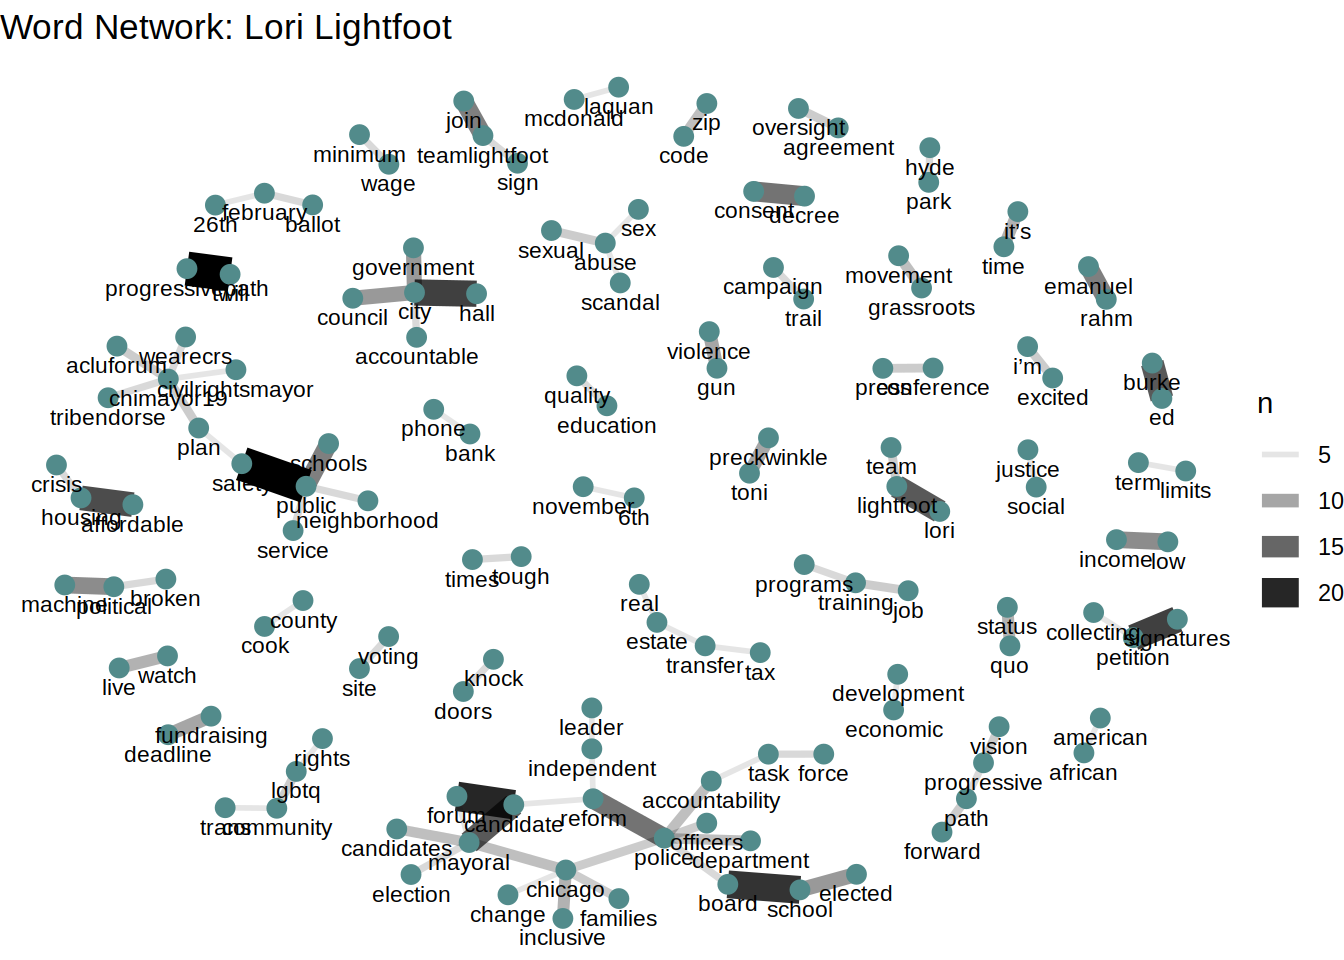 Word Network: Lori Lightfoot
join
mcdonald
laquan
zip
code
oversight
agreement
minimum
wage
teamlightfoot
sign
hyde
park
26th
february
ballot
consent
decree
sexual
sex
abuse
scandal
it's
time
government
council
city
hall
accountable
campaign
trail
movement
grassroots
emanuel
rahm
acluforum
wearecrs
civilrightsmayor
chimayor19
tribendorse
plan
violence
gun
press
conference
i'm
excited
burke
ed
quality
education
phone
bank
schools
safety
public
neighborhood
service
crisis
housing
affordable
preckwinkle
toni
team
lightfoot
lori
justice
social
term
limits
november
6th
income
low
machine
political
broken
times
tough
programs
training
job
cook
county
real
estate
transfer
tax
status
quo
collecting
signatures
petition
live
watch
voting
site
knock
doors
development
economic
fundraising
deadline
leader
independent
vision
progressive
path
forward
american
african
rights
lgbtq
trans
community
task
force
accountability
forum
candidate
reform
officers
police
department
candidates
mayoral
election
chicago
change
families
inclusive
board
school
elected
n
5
10
15
20